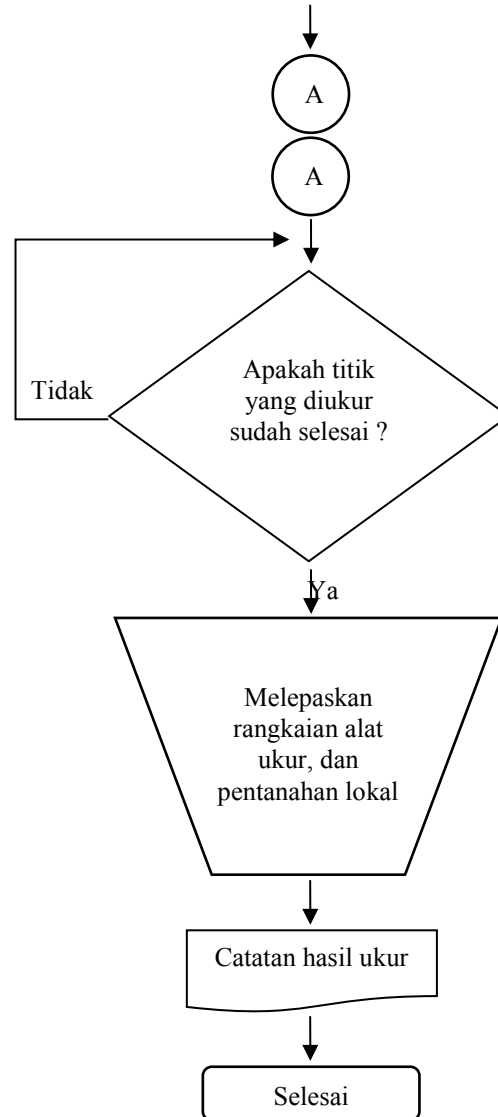 A
A
Apakah titik
yang diukur
sudah selesai ?
Tidak
Ya
Melepaskan
rangkaian alat
ukur, dan
pentanahan lokal
Catatan hasil ukur
Selesai